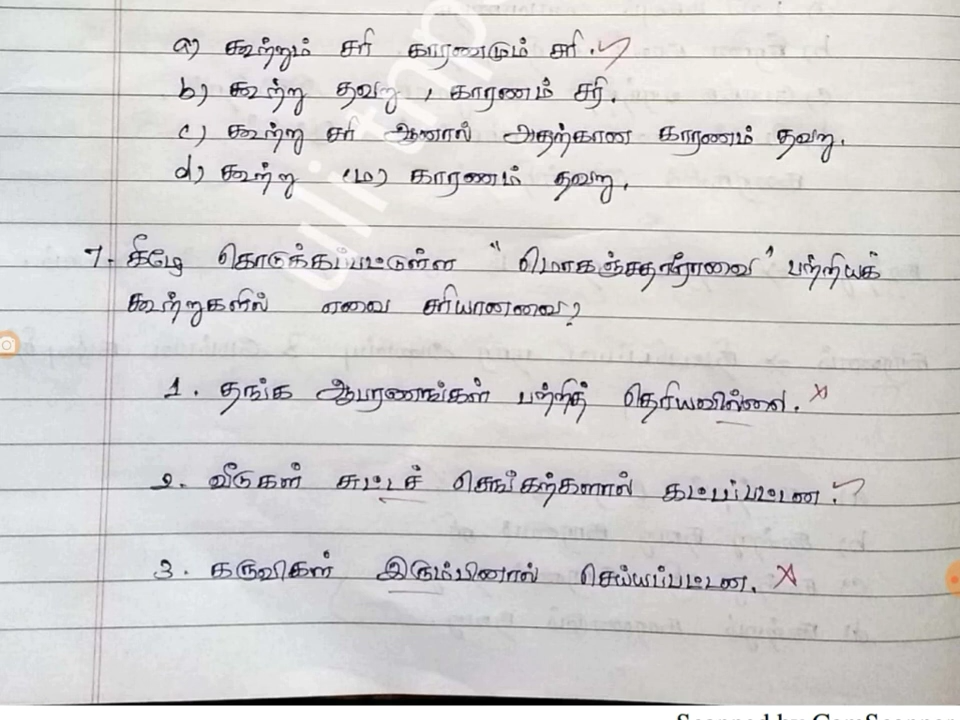 a) கூற்றும் சரி காரணமும் சரி.
b) கூற்று தவறு, காரணம் சரி.
c) கூற்று சரி ஆனால் அதற்கான காரணம் தவறு.
d) கூற்று (ம) காரணம் தவறு.
7. கீழே கொடுக்கப்பட்டுள்ள "மொகஞ்சதாரோவை" பற்றியக்
கூற்றுகளில் எவை சரியானவை?
1. தங்க ஆபரணங்கள் பற்றித் தெரியவில்லை.
2. வீடுகள் சுட்டச் செங்கற்களால் கட்டப்பட்டன.
3. கருவிகள் இரும்பினால் செய்யப்பட்டன.